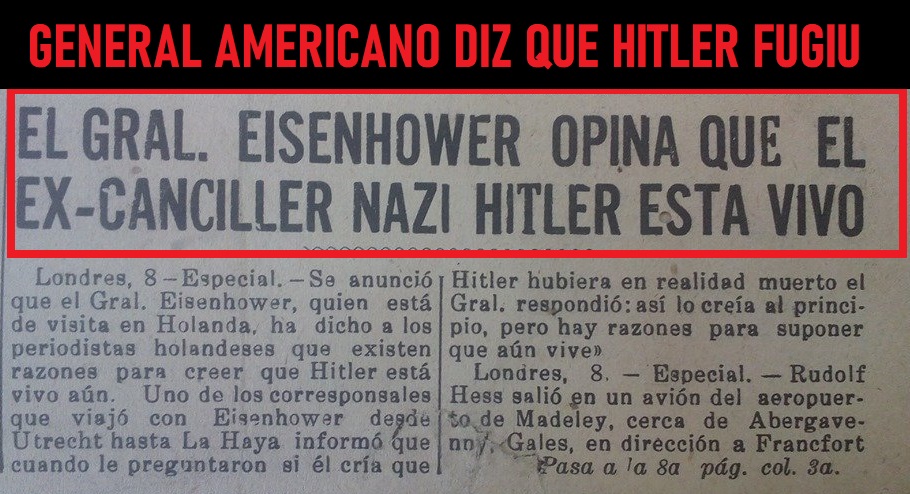 GENERAL AMERICANO DIZ QUE HITLER FUGIU
EL GRAL. EISENHOWER OPINA QUE EL
EX-CANCILLER NAZI HITLER ESTA VIVO
Londres, 8 — Especial. — Se anunció
que el Gral. Eisenhower, quien está
de visita en Holanda, ha dicho a los
periodistas holandeses que existen
razones para creer que Hitler está
vivo aún. Uno de los corresponsales
que viajó con Eisenhower desde
Utrecht hasta La Haya informó que
cuando le preguntaron si él cría que
Hitler hubiera en realidad muerto el
Gral. respondió: así lo creía al princi-
pio, pero hay razones para suponer
que aún vive»
Londres, 8. — Especial. — Rudolf
Hess salió en un avión del aeropuer-
to de Madeley, cerca de Abergave-
nny, Gales, en dirección a Francfort
Pasa a la 8a pág. col. 3a.